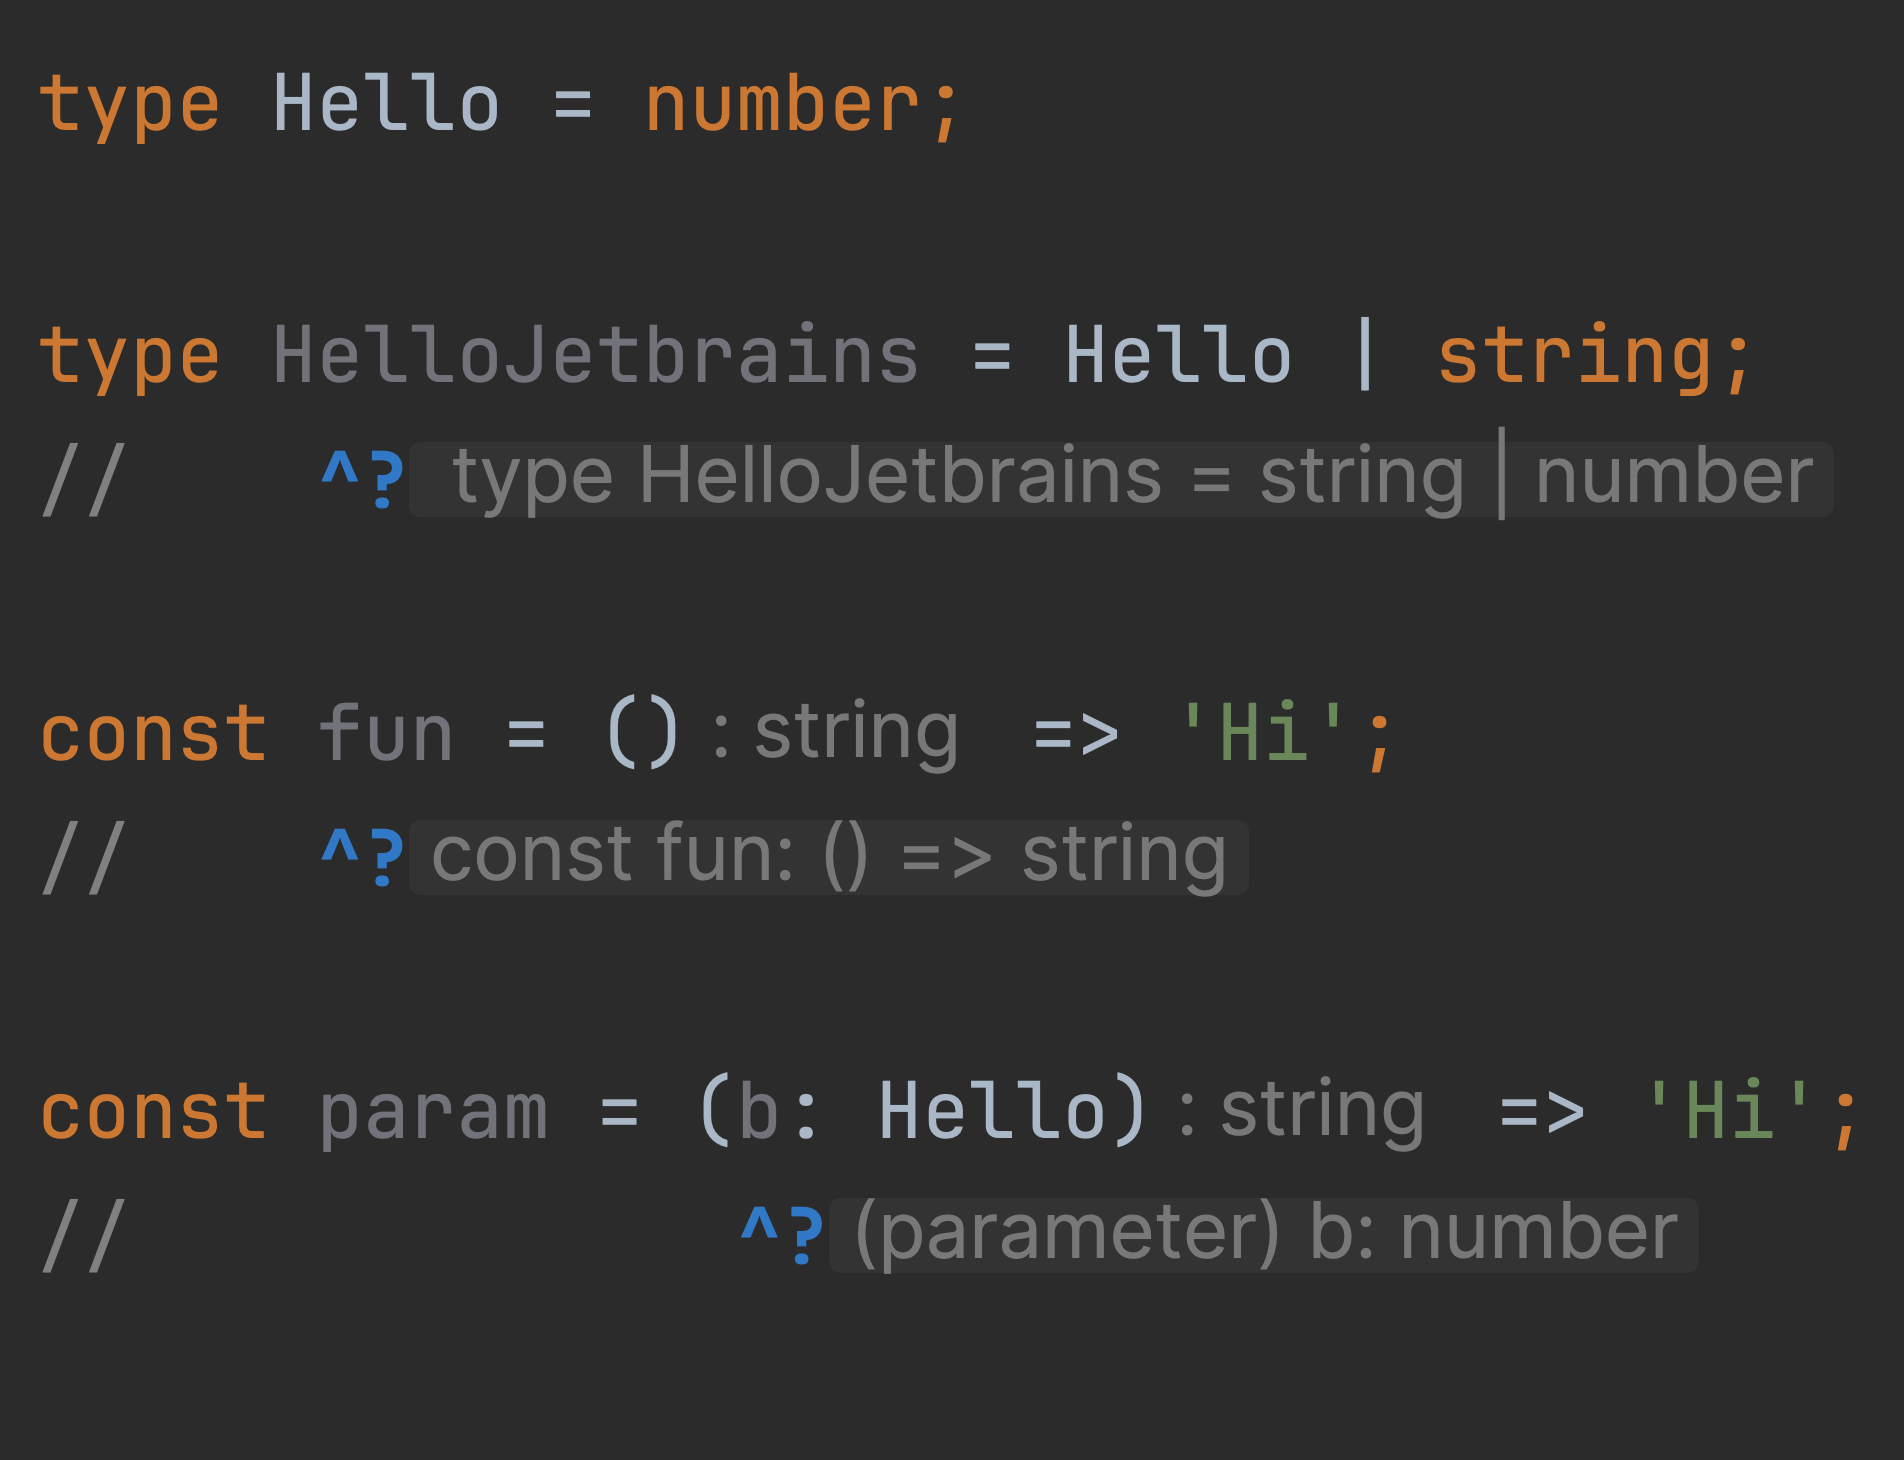 type Hello = number;
type HelloJetbrains = Hello | string;
//    ^? type HelloJetbrains = string | number
const fun = () : string => 'Hi';
//    ^? const fun: () => string
const param = (b: Hello) : string => 'Hi';
//             ^? (parameter) b: number